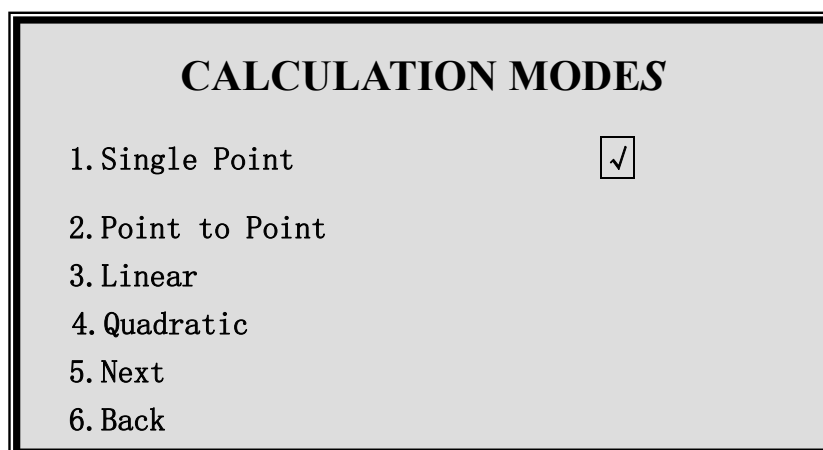 CALCULATION MODES
1.Single Point √
2.Point to Point
3.Linear
4.Quadratic
5.Next
6.Back